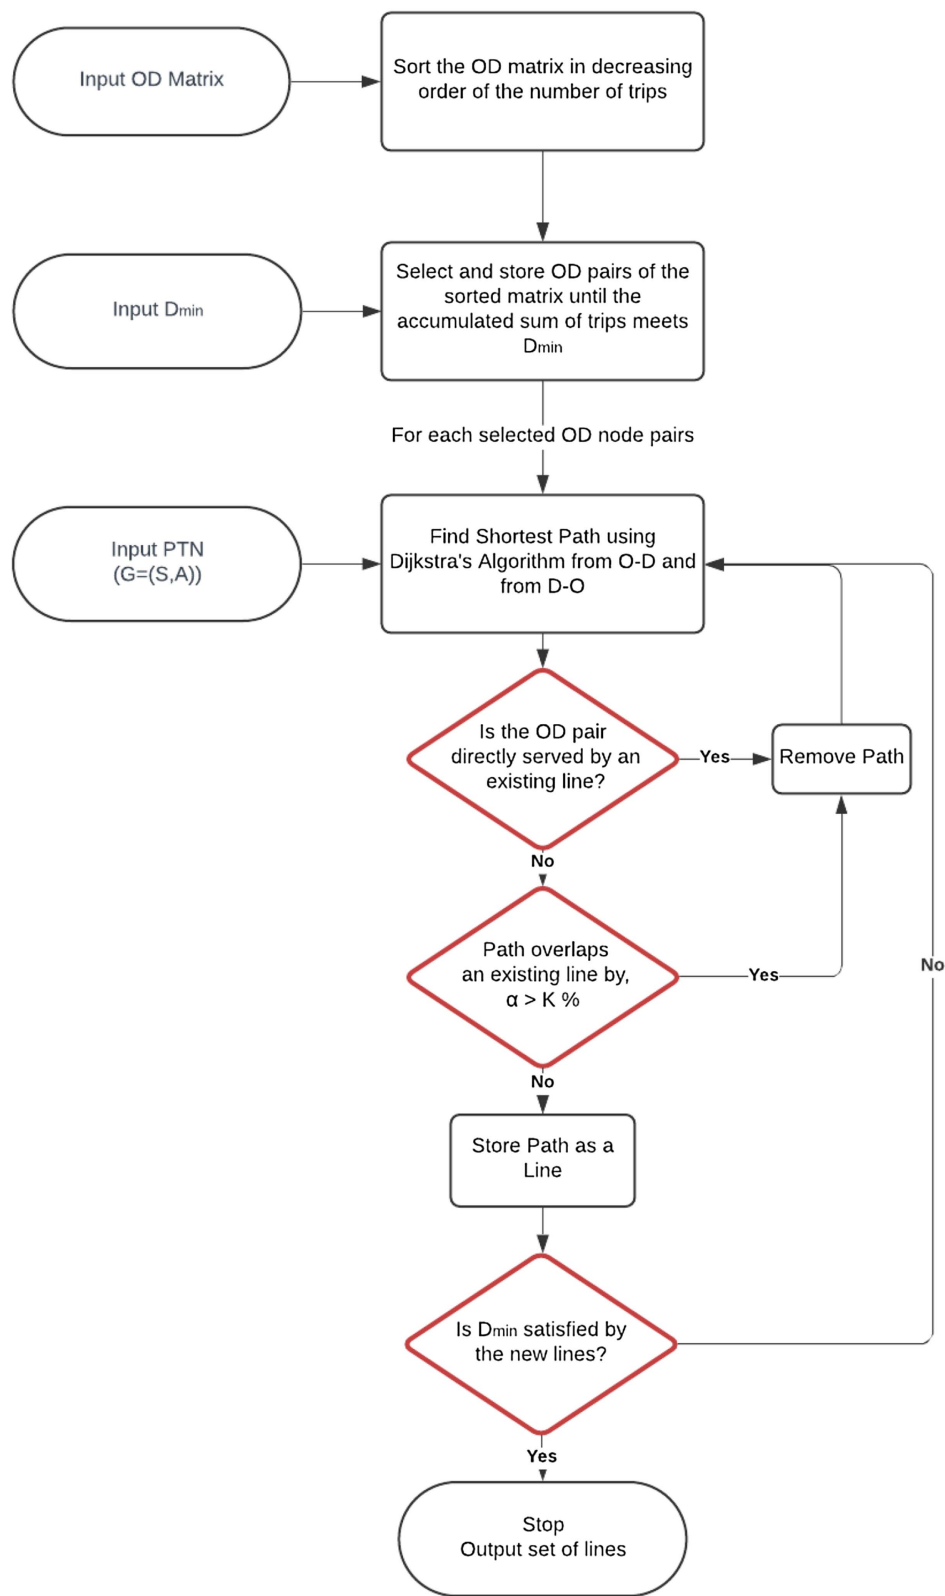 Input OD Matrix
Sort the OD matrix in decreasing
order of the number of trips
Input Dmin
Select and store OD pairs of the
sorted matrix until the
accumulated sum of trips meets
Dmin
For each selected OD node pairs
Input PTN
(G=(S,A))
Find Shortest Path using
Dijkstra's Algorithm from O-D and
from D-O
Is the OD pair
directly served by an
existing line?
Yes
Remove Path
No
Path overlaps
an existing line by,
α > K %
Yes
No
No
Store Path as a
Line
Is Dmin satisfied by
the new lines?
Yes
Stop
Output set of lines